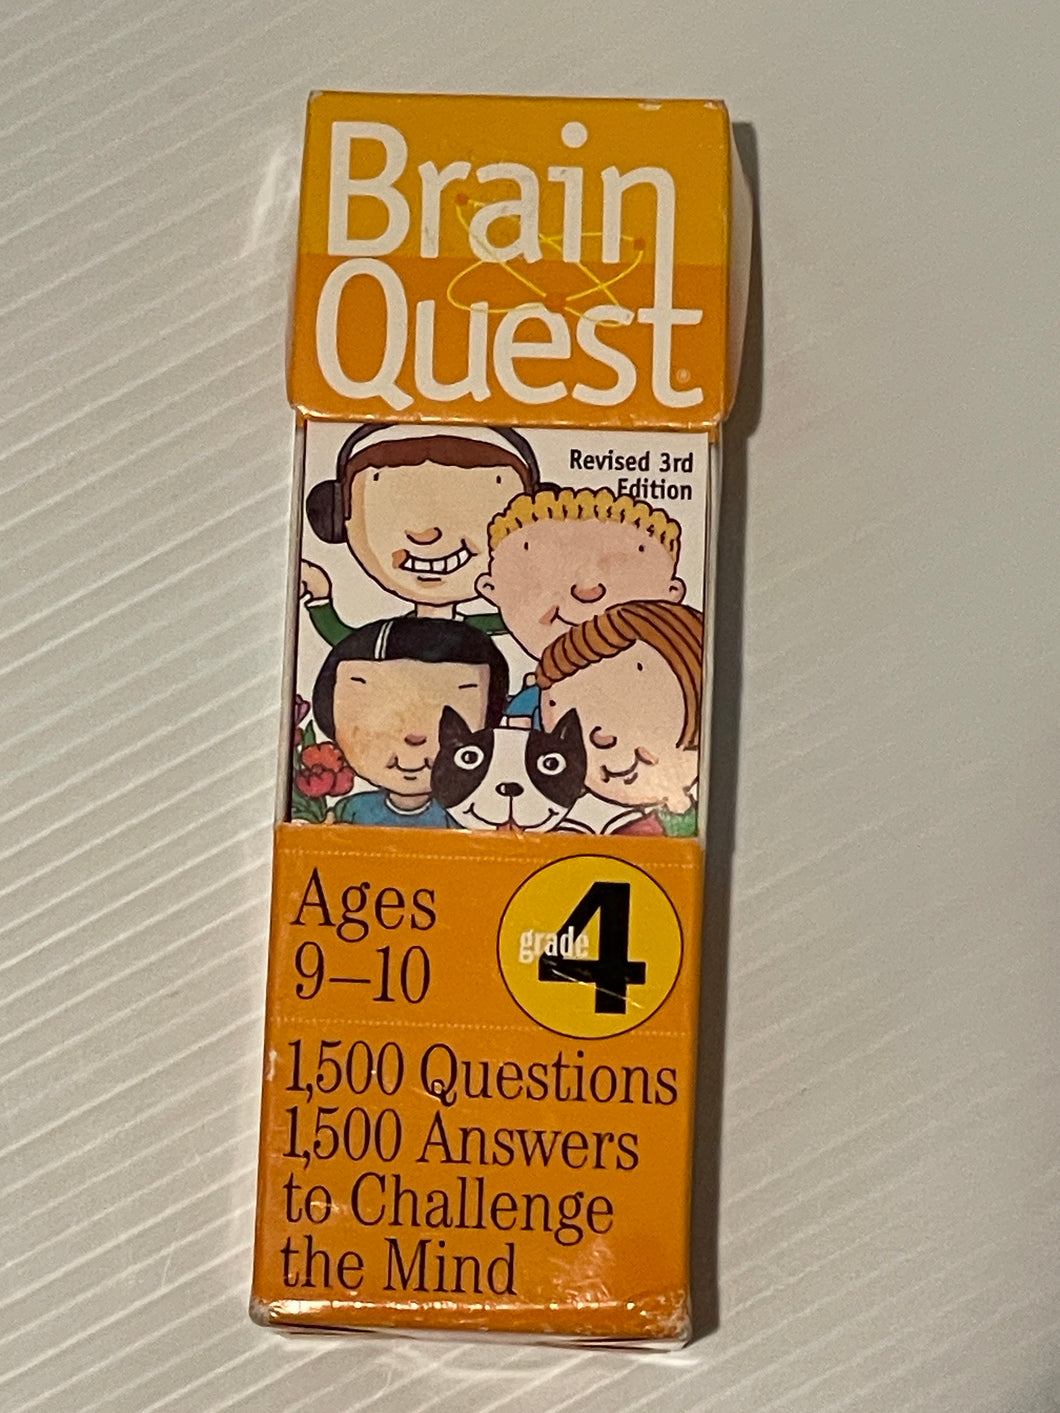 Brain
Quest®
Revised 3rd
Edition
Ages
9–10
grade 4
1,500 Questions
1,500 Answers
to Challenge
the Mind